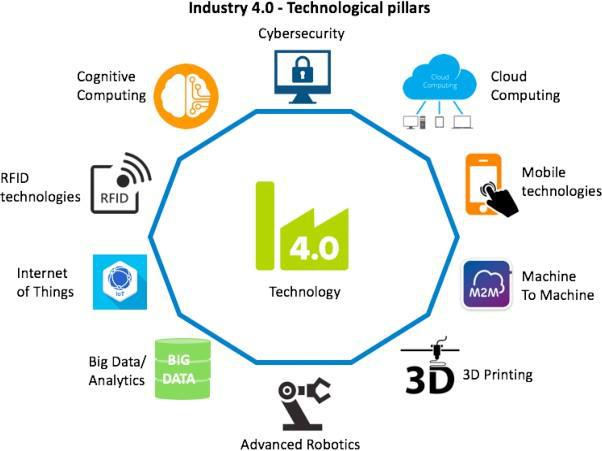 Industry 4.0 - Technological pillars
Cybersecurity
Cognitive
Computing
Cloud
Computing
Cloud
Computing
RFID
technologies
RFID
Mobile
technologies
4.0
Technology
Internet
of Things
IoT
M2M
Machine
To Machine
Big Data/
Analytics
BIG
DATA
3D
3D Printing
Advanced Robotics